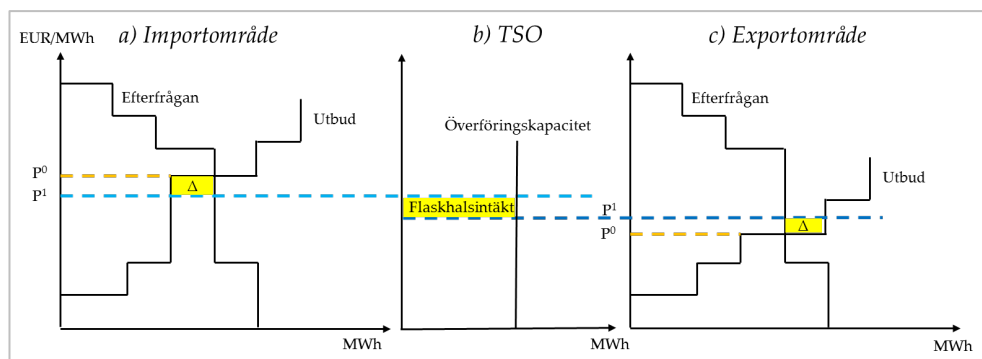 EUR/MWh
a) Importområde
b) TSO
c) Exportområde
Efterfrågan
Utbud
P⁰
Δ
P¹
MWh
Överföringskapacitet
Flaskhalsintäkt
MWh
Efterfrågan
Utbud
P¹
Δ
P⁰
MWh